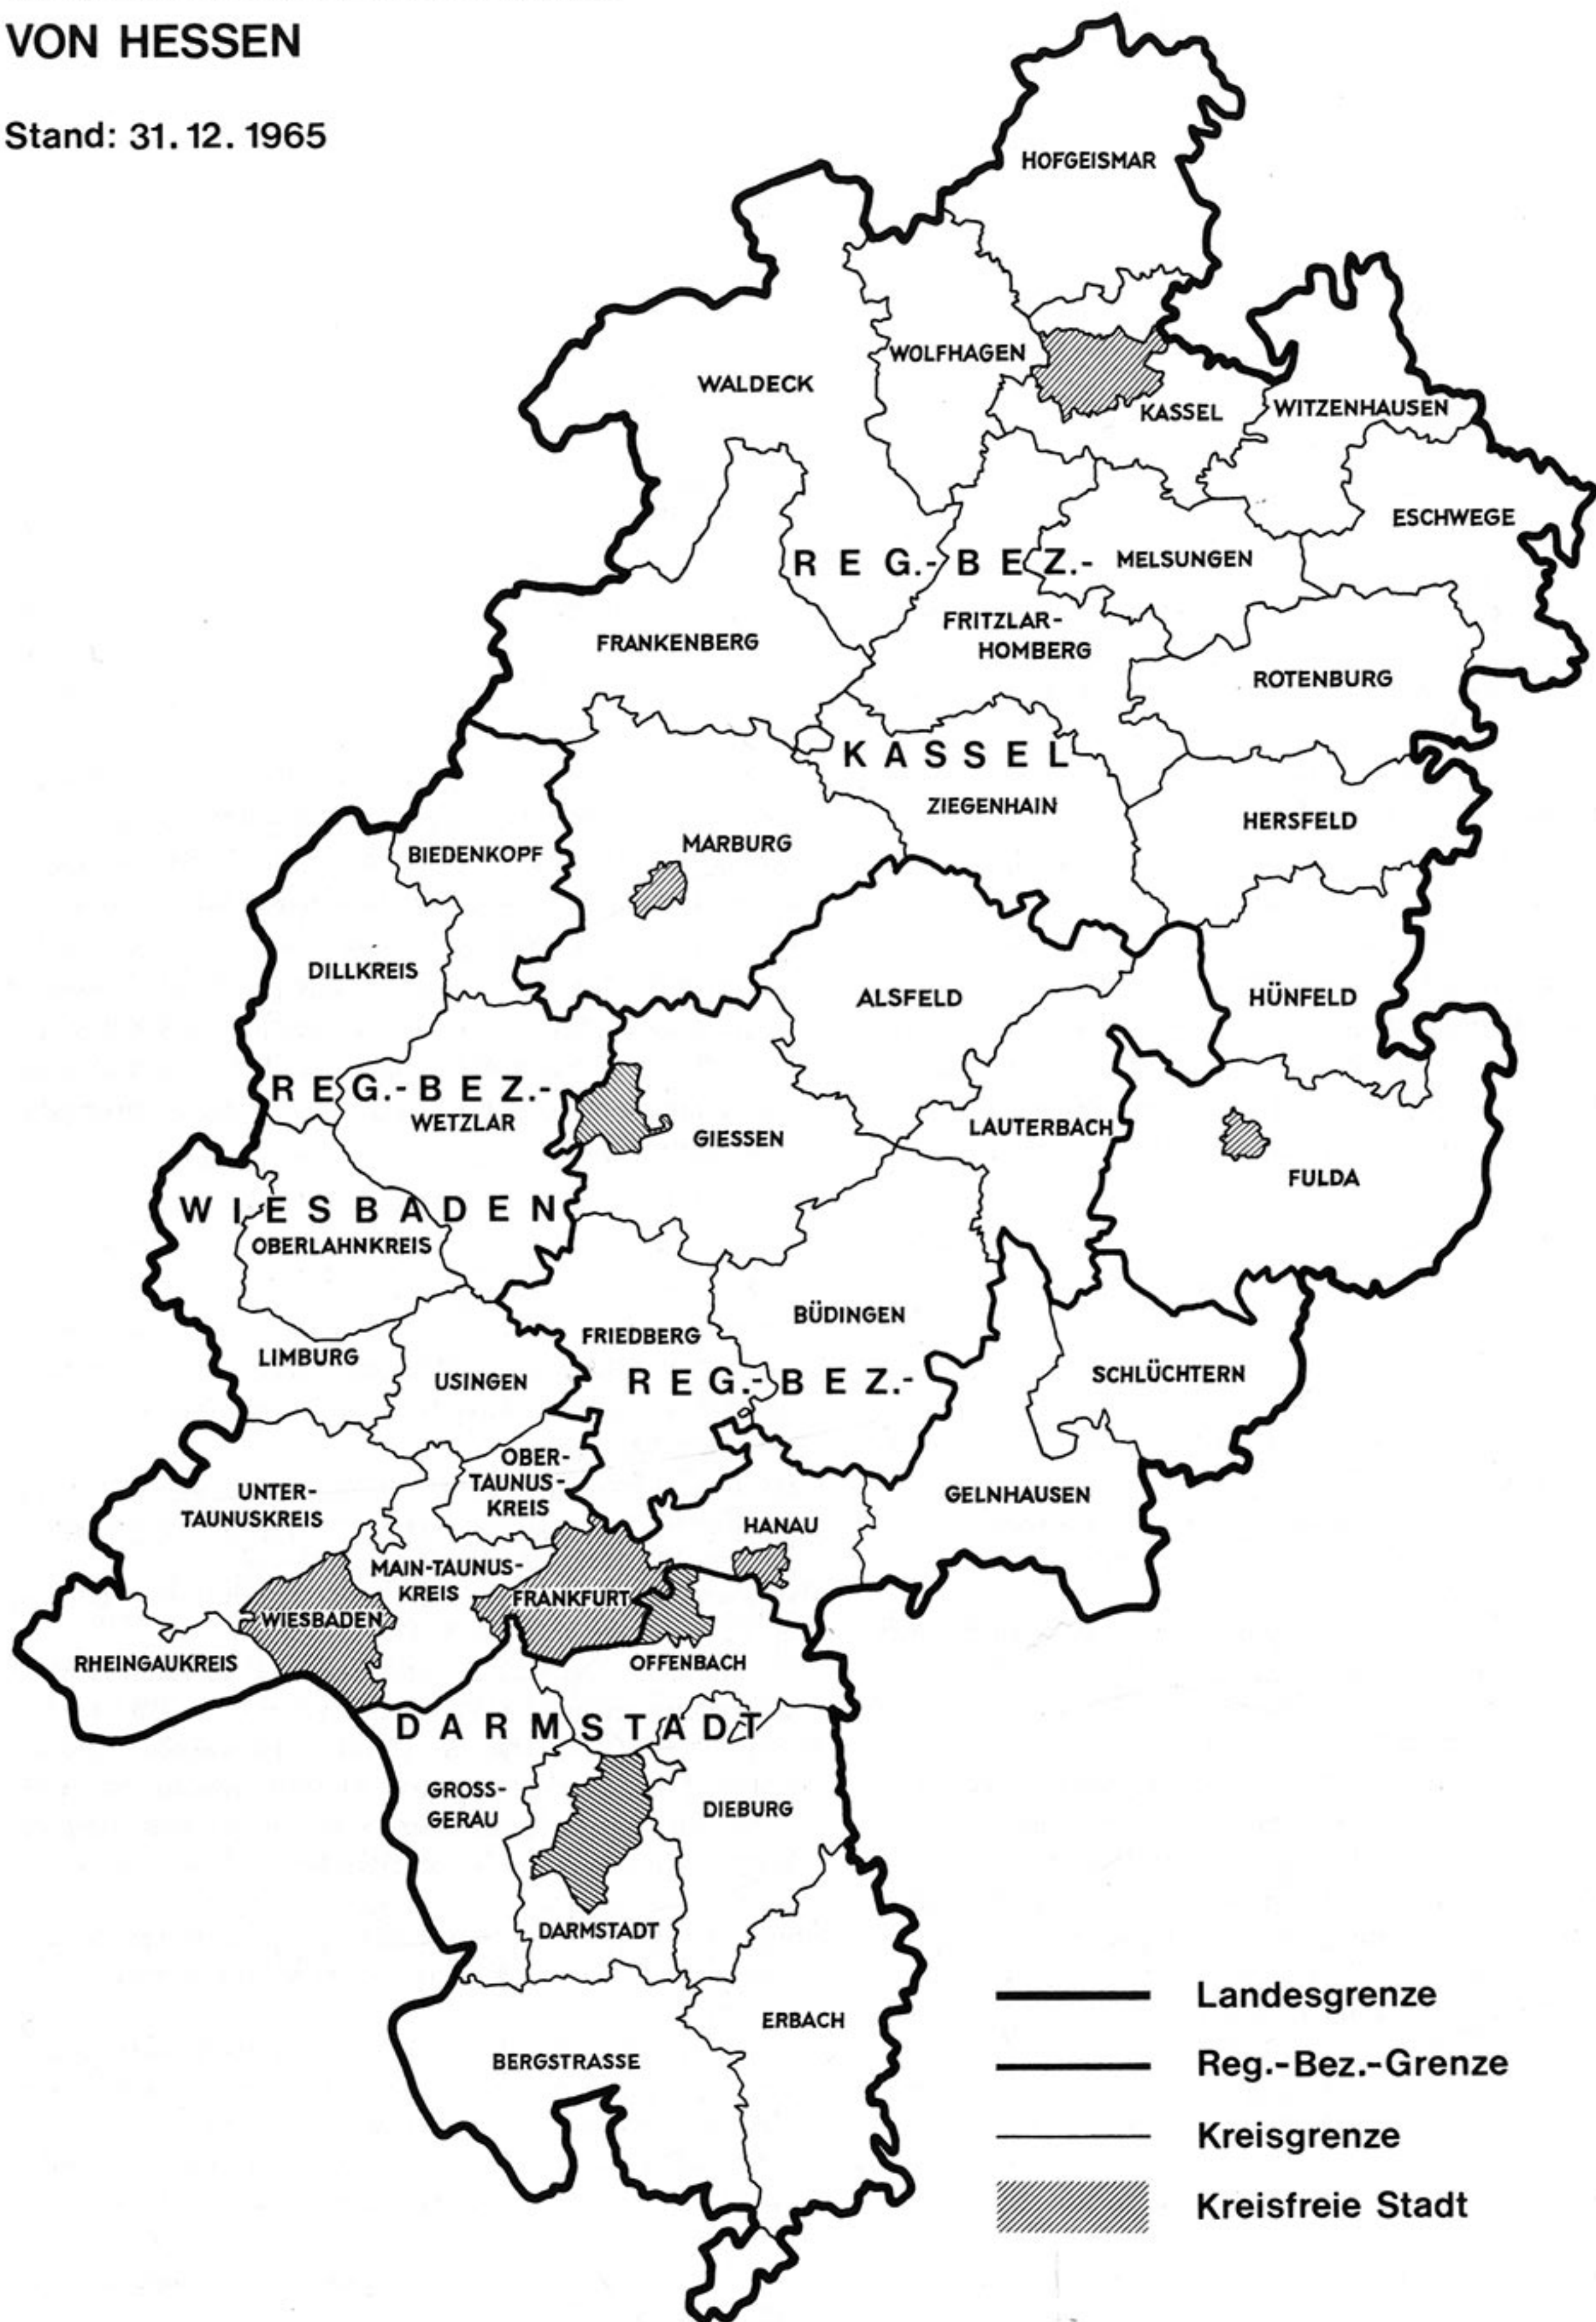 VON HESSEN
Stand: 31.12.1965
HOFGEISMAR
WOLFHAGEN
WALDECK
KASSEL
WITZENHAUSEN
ESCHWEGE
REG.-BEZ.-
MELSUNGEN
FRITZLAR-
HOMBERG
FRANKENBERG
ROTENBURG
KASSEL
ZIEGENHAIN
HERSFELD
MARBURG
BIEDENKOPF
DILLKREIS
ALSFELD
HÜNFELD
REG.-BEZ.-
WETZLAR
GIESSEN
LAUTERBACH
FULDA
WIESBADEN
OBERLAHNKREIS
BÜDINGEN
FRIEDBERG
LIMBURG
USINGEN
REG.-BEZ.-
SCHLÜCHTERN
OBER-
TAUNUS-
KREIS
UNTER-
TAUNUSKREIS
GELNHAUSEN
HANAU
MAIN-TAUNUS-
KREIS
FRANKFURT
WIESBADEN
RHEINGAUKREIS
OFFENBACH
DARMSTADT
GROSS-
GERAU
DIEBURG
DARMSTADT
ERBACH
BERGSTRASSE
Landesgrenze
Reg.-Bez.-Grenze
Kreisgrenze
Kreisfreie Stadt